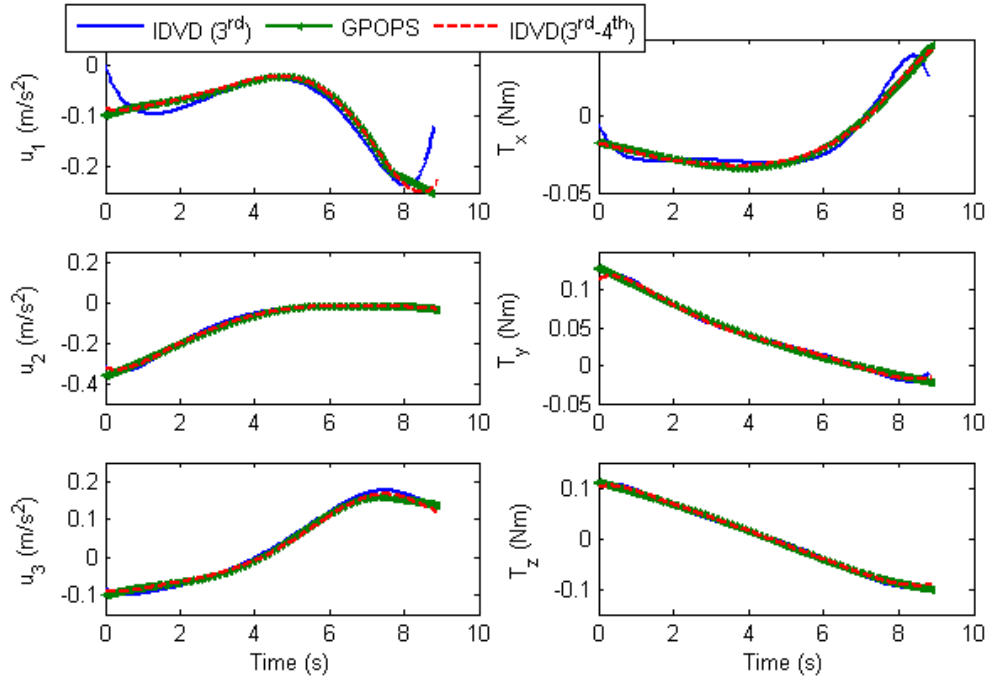 IDVD (3rd) GPOPS IDVD(3rd-4th)
0
-0.1
-0.2
u1 (m/s2)
0 2 4 6 8 10
0
-0.05
Tx (Nm)
0 2 4 6 8 10
0.2
0
-0.2
-0.4
u2 (m/s2)
0 2 4 6 8 10
0.1
0.05
0
-0.05
Ty (Nm)
0 2 4 6 8 10
0.2
0.1
0
-0.1
u3 (m/s2)
0 2 4 6 8 10
Time (s)
0.1
0
-0.1
Tz (Nm)
0 2 4 6 8 10
Time (s)